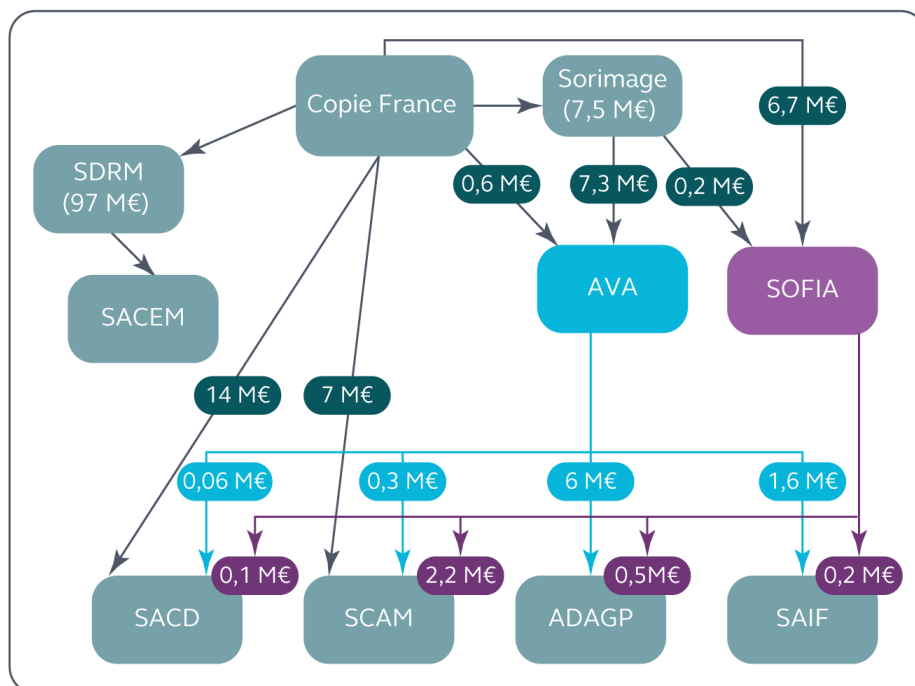 Copie France
Sorimage
(7,5 M€)
6,7 M€
SDRM
(97 M€)
0,6 M€
7,3 M€
0,2 M€
SACEM
AVA
SOFIA
14 M€
7 M€
0,06 M€
0,3 M€
6 M€
1,6 M€
0,1 M€
2,2 M€
0,5M€
0,2 M€
SACD
SCAM
ADAGP
SAIF